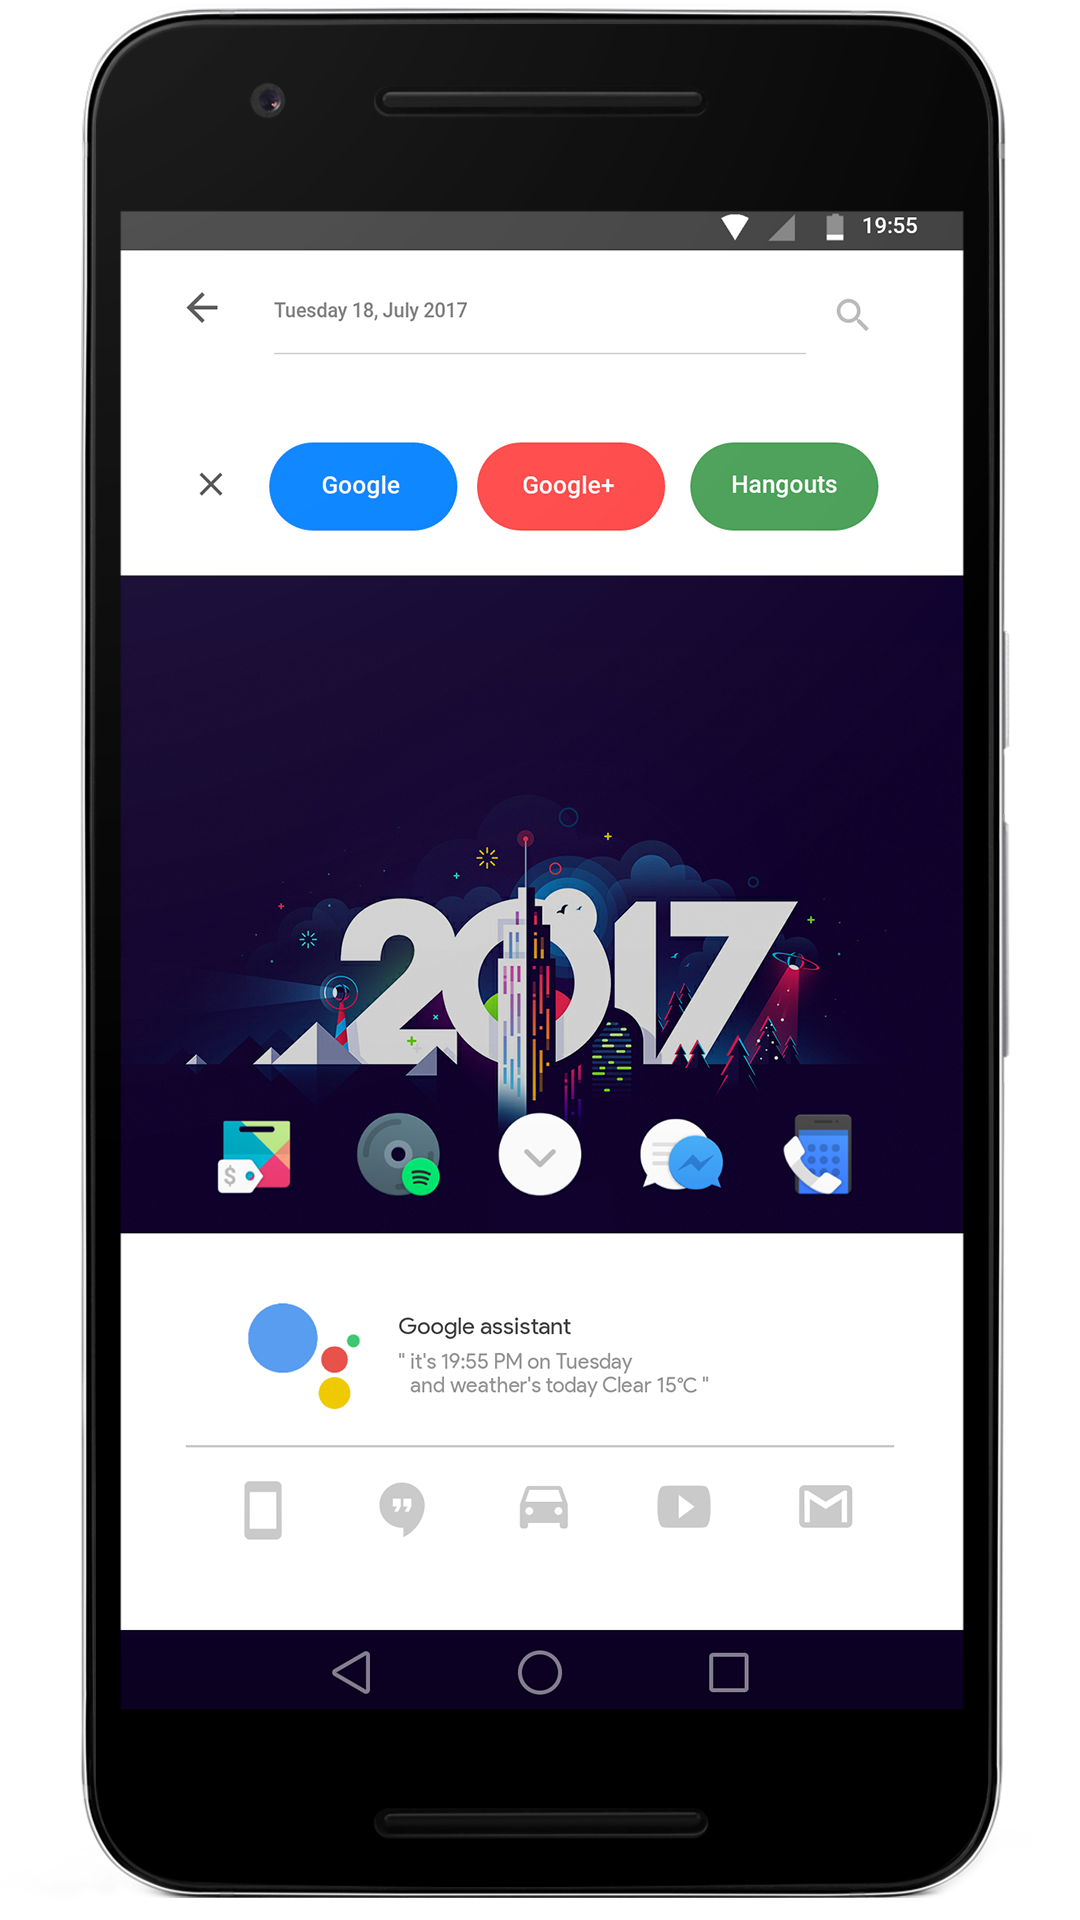 19:55
Tuesday 18, July 2017
Google
Google+
Hangouts
2017
$
Google assistant
" it's 19:55 PM on Tuesday
and weather's today Clear 15°C "